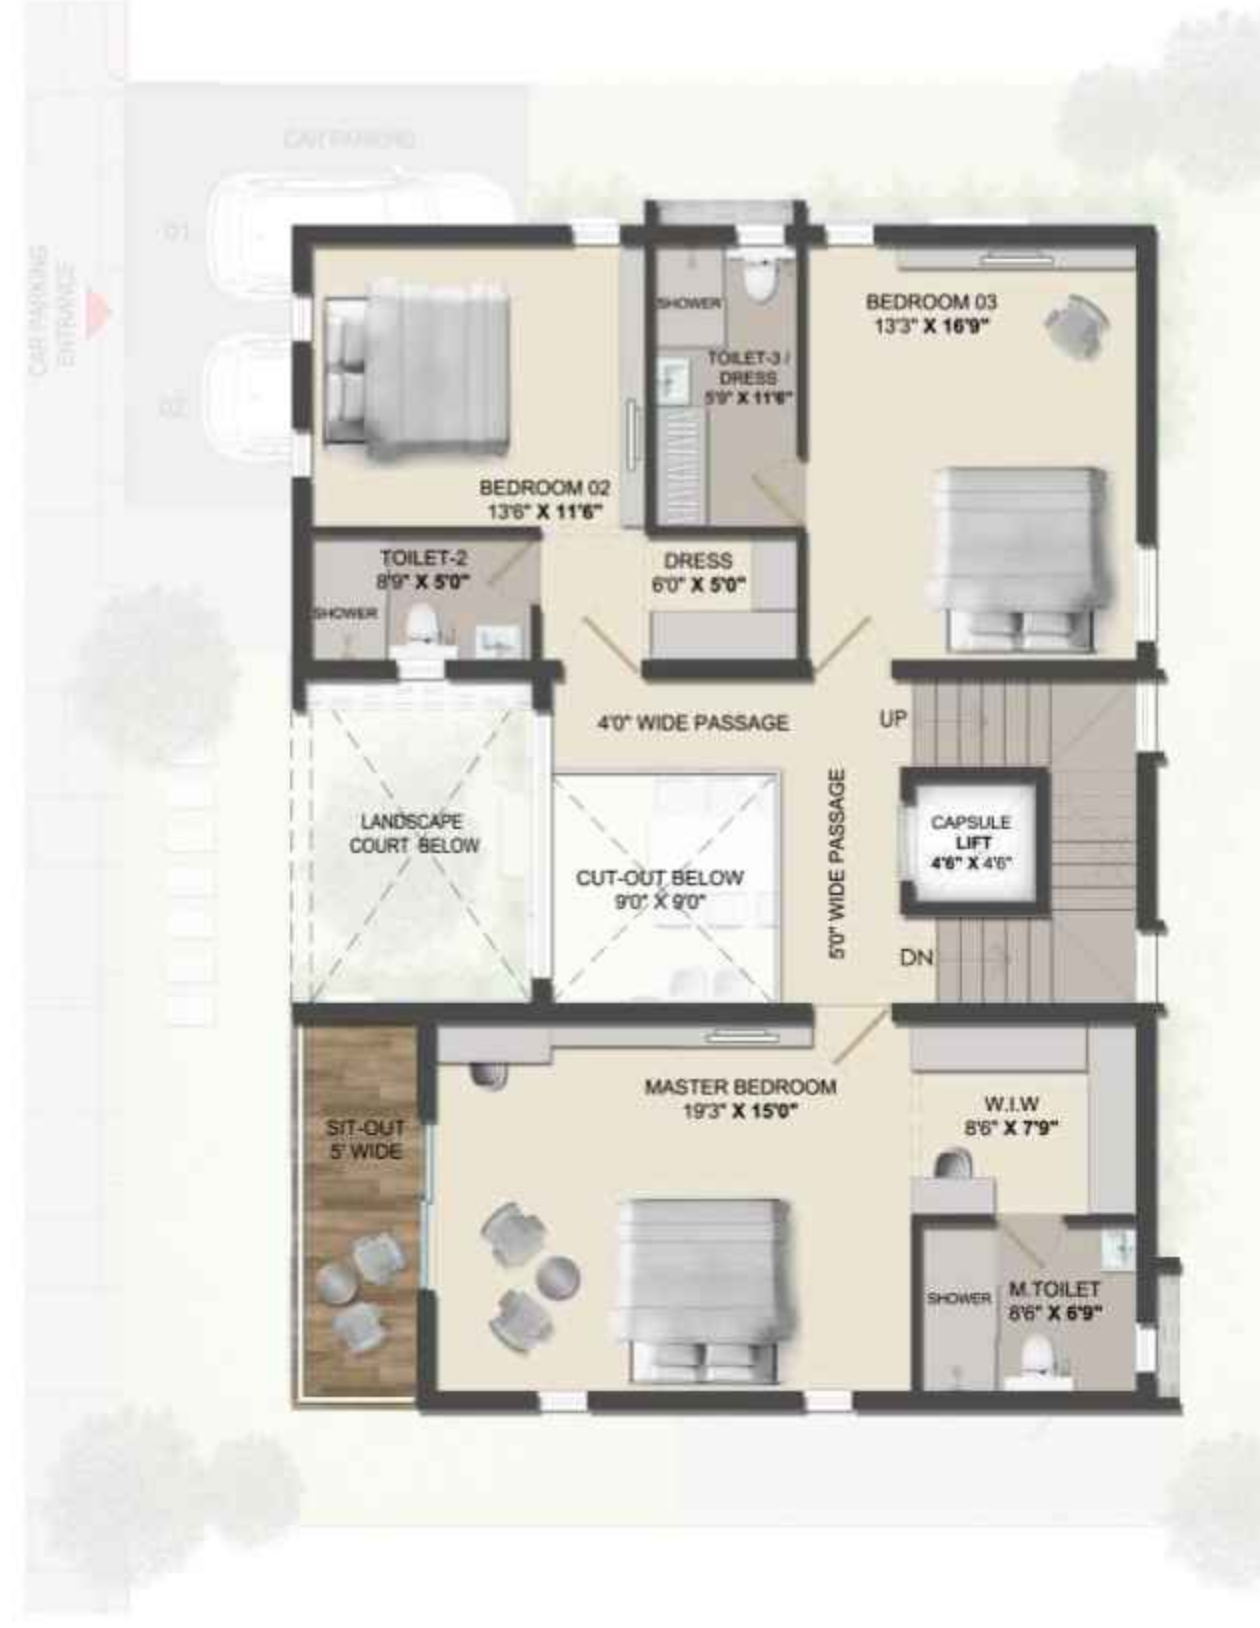 CAR PARKING
01
02
CAR PARKING
ENTRANCE
SHOWER
BEDROOM 03
13'3" X 16'9"
TOILET-3 /
DRESS
5'9" X 11'6"
BEDROOM 02
13'6" X 11'6"
TOILET-2
8'9" X 5'0"
SHOWER
DRESS
6'0" X 5'0"
4'0" WIDE PASSAGE
UP
5'0" WIDE PASSAGE
LANDSCAPE
COURT BELOW
CUT-OUT BELOW
9'0" X 9'0"
CAPSULE
LIFT
4'6" X 4'6"
DN
MASTER BEDROOM
19'3" X 15'0"
SIT-OUT
5' WIDE
W.I.W
8'6" X 7'9"
SHOWER
M.TOILET
8'6" X 6'9"